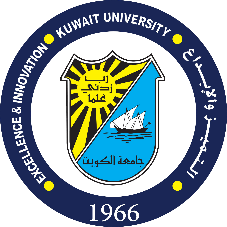 EXCELLENCE & INNOVATION • KUWAIT UNIVERSITY • التميز والإبداع •
رب
زدني
علما
جامعة الكويت
1966